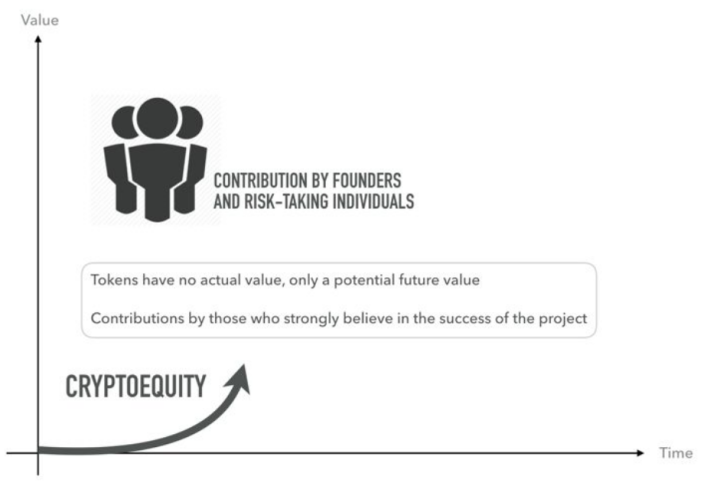 Value
CONTRIBUTION BY FOUNDERS
AND RISK-TAKING INDIVIDUALS
Tokens have no actual value, only a potential future value
Contributions by those who strongly believe in the success of the project
CRYPTOEQUITY
Time